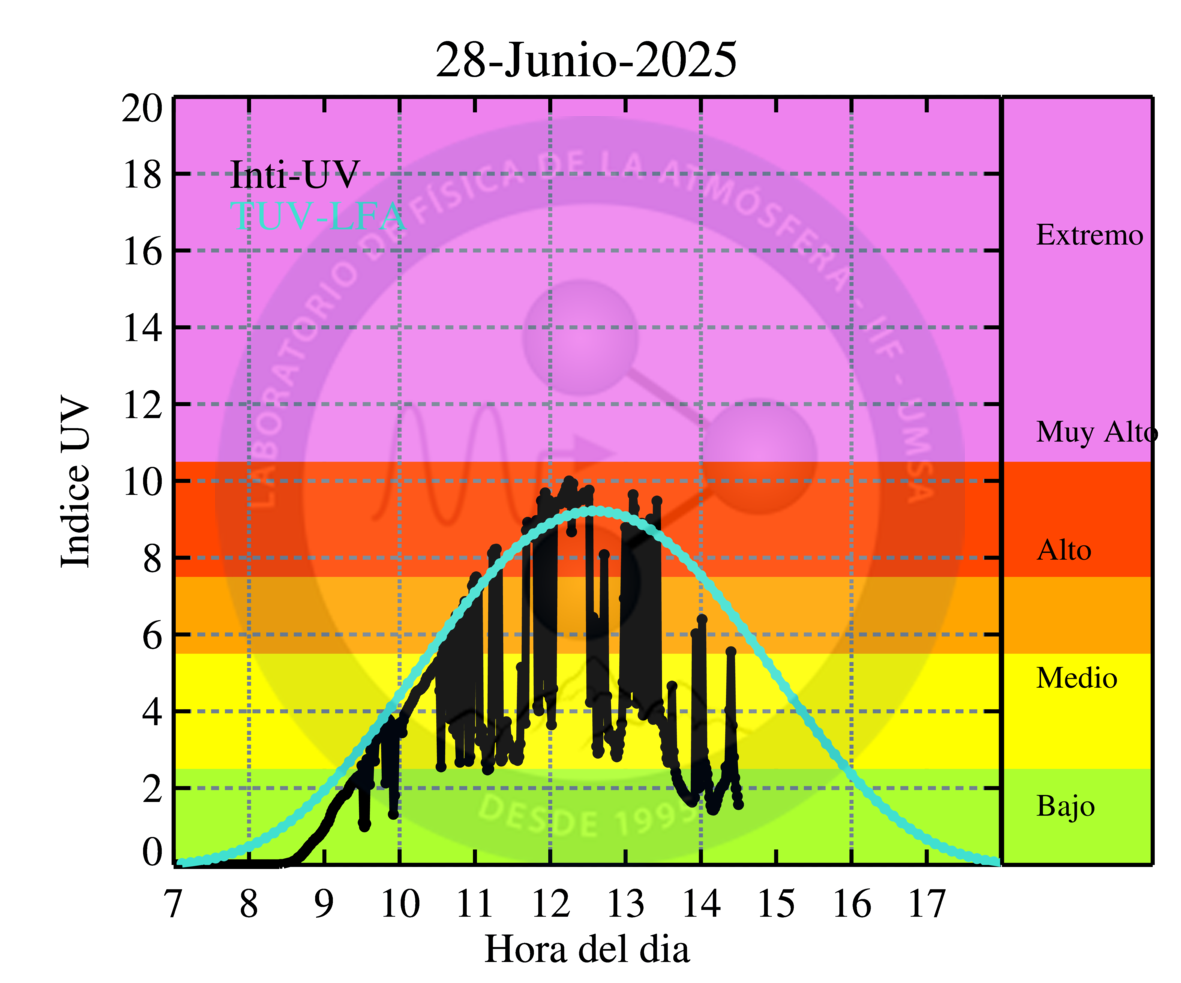 28-Junio-2025
Indice UV
20
18
16
14
12
10
8
6
4
2
0
Inti-UV
TUV-LFA
LABORATORIO DE FÍSICA DE LA ATMÓSFERA - IIF - UMSA
DESDE 1995
Extremo
Muy Alto
Alto
Medio
Bajo
7 8 9 10 11 12 13 14 15 16 17
Hora del dia